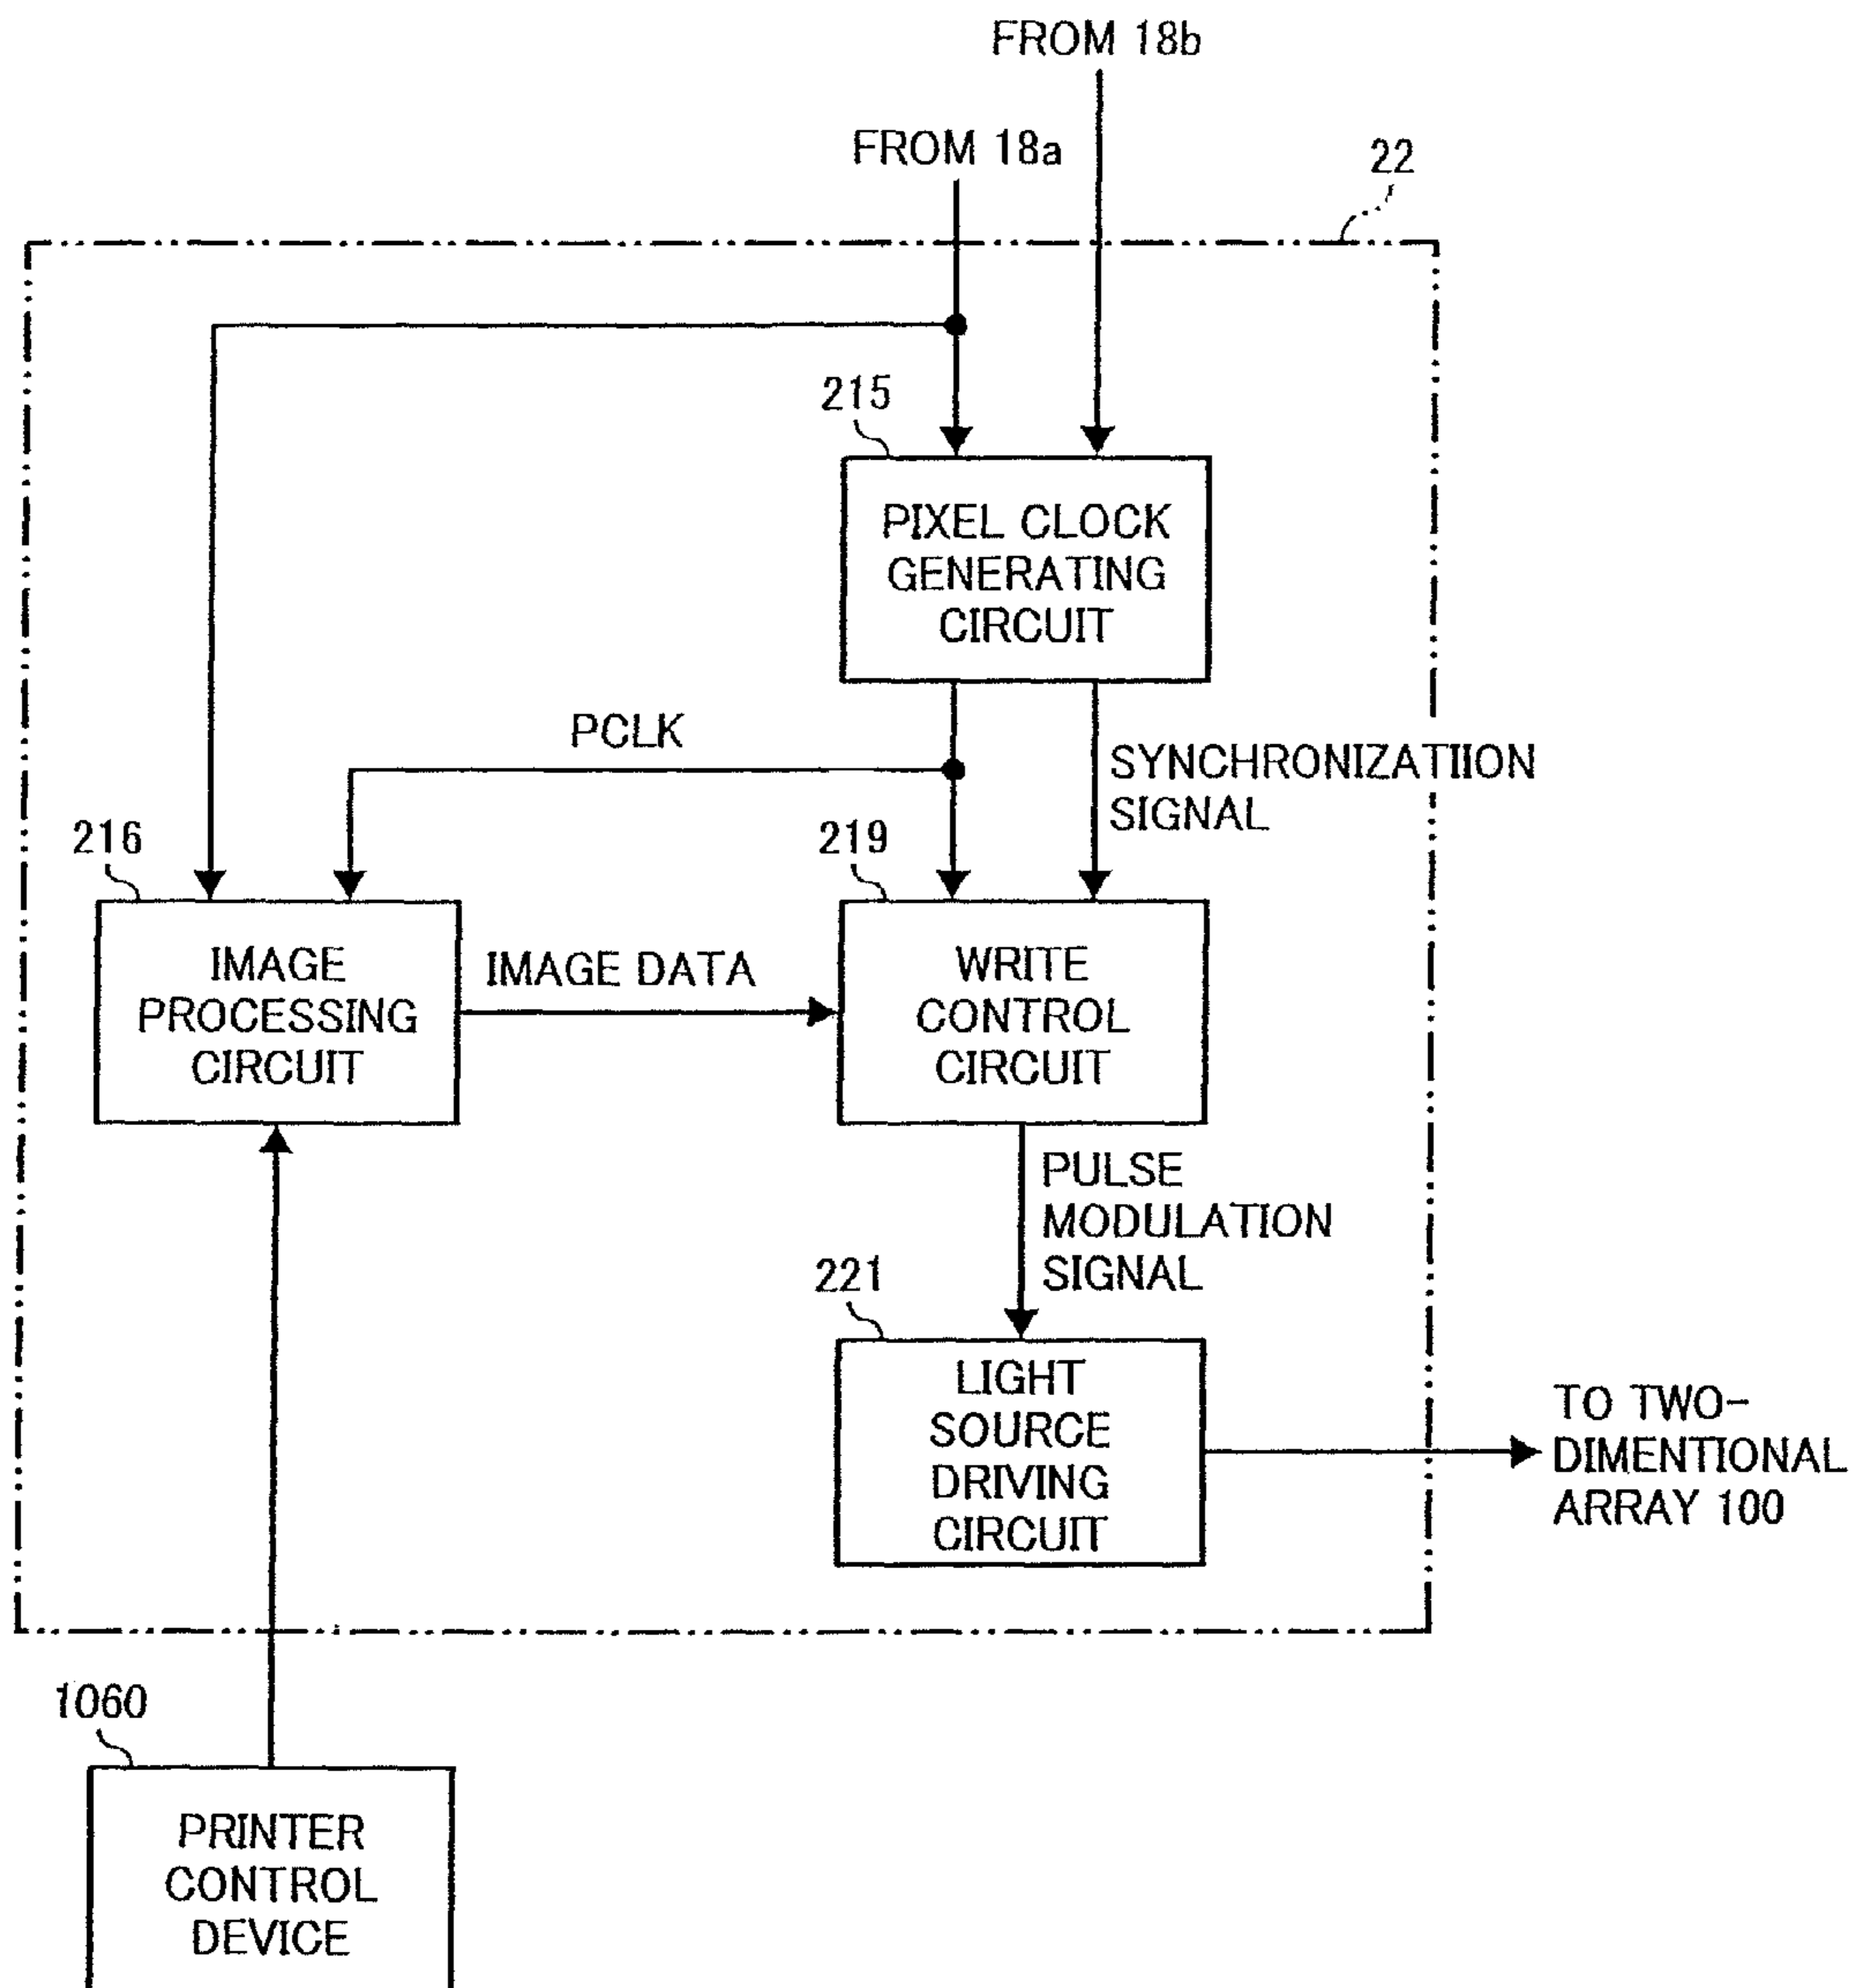 FROM 18b
FROM 18a
22
215
PIXEL CLOCK
GENERATING
CIRCUIT
PCLK
SYNCHRONIZATIION
SIGNAL
216
219
IMAGE
PROCESSING
CIRCUIT
IMAGE DATA
WRITE
CONTROL
CIRCUIT
PULSE
MODULATION
SIGNAL
221
LIGHT
SOURCE
DRIVING
CIRCUIT
TO TWO-
DIMENTIONAL
ARRAY 100
1060
PRINTER
CONTROL
DEVICE